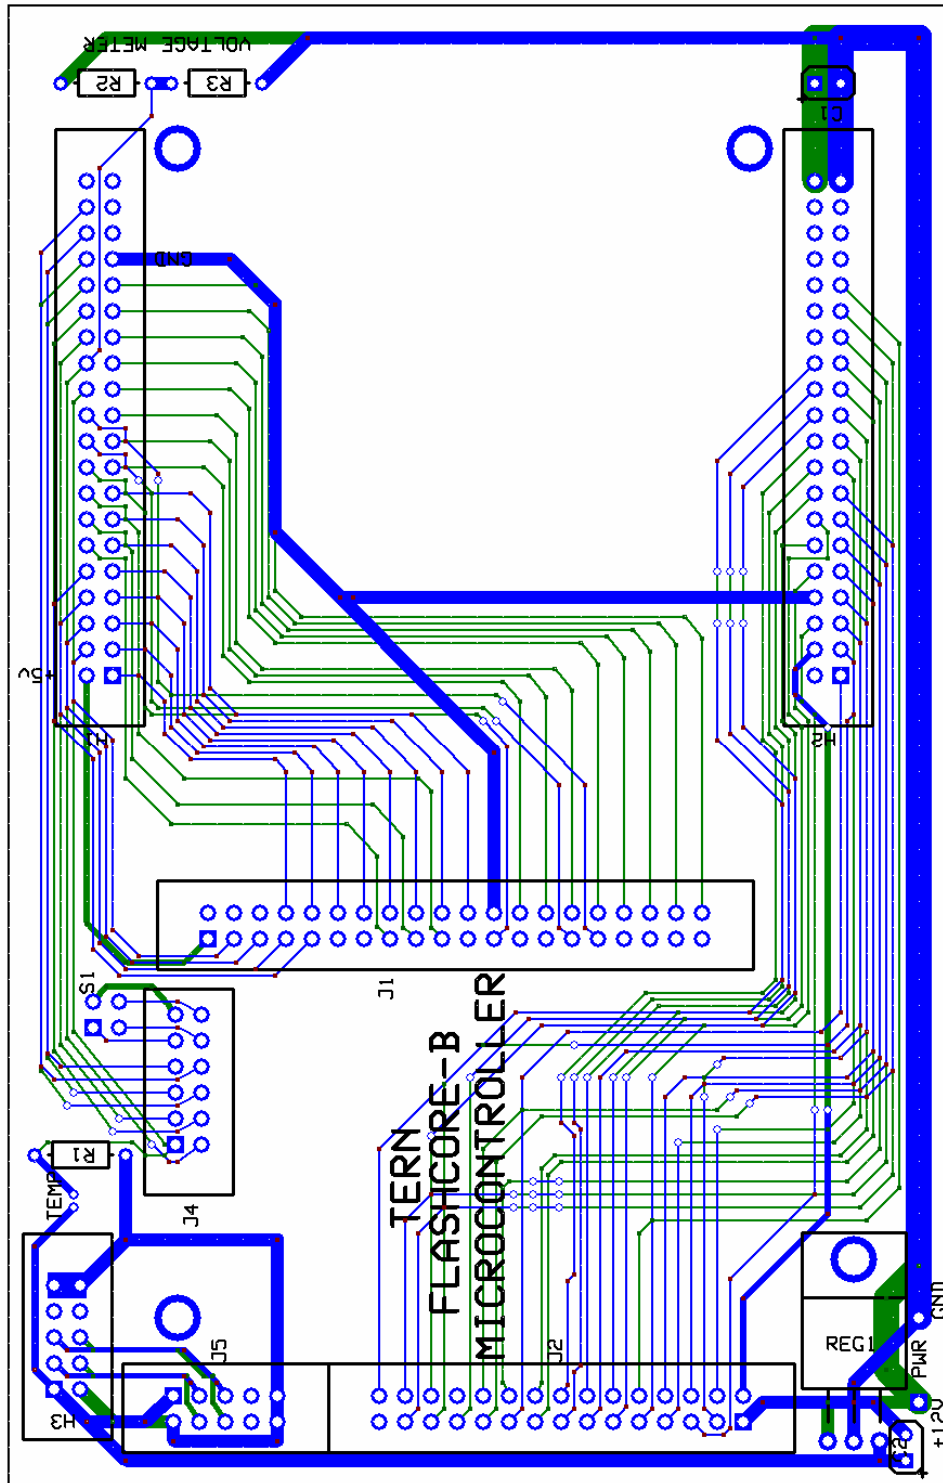 VOLTAGE METER
R2
R3
C1
GND
5V
+
H1
H2
S1
J1
TERN
FLASHCORE-B
MICROCONTROLLER
R1
TEMP
J4
J5
J2
H3
REG1
GND
PWR
+12V
C2
+